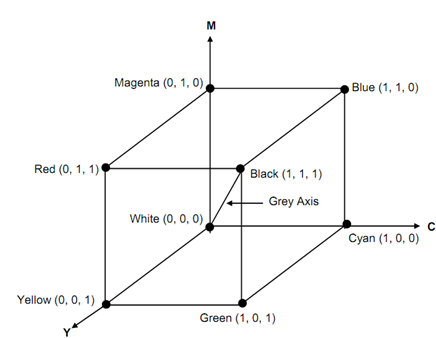 M
Magenta (0, 1, 0)
Blue (1, 1, 0)
Red (0, 1, 1)
Black (1, 1, 1)
Grey Axis
White (0, 0, 0)
C
Cyan (1, 0, 0)
Yellow (0, 0, 1)
Green (1, 0, 1)
Y